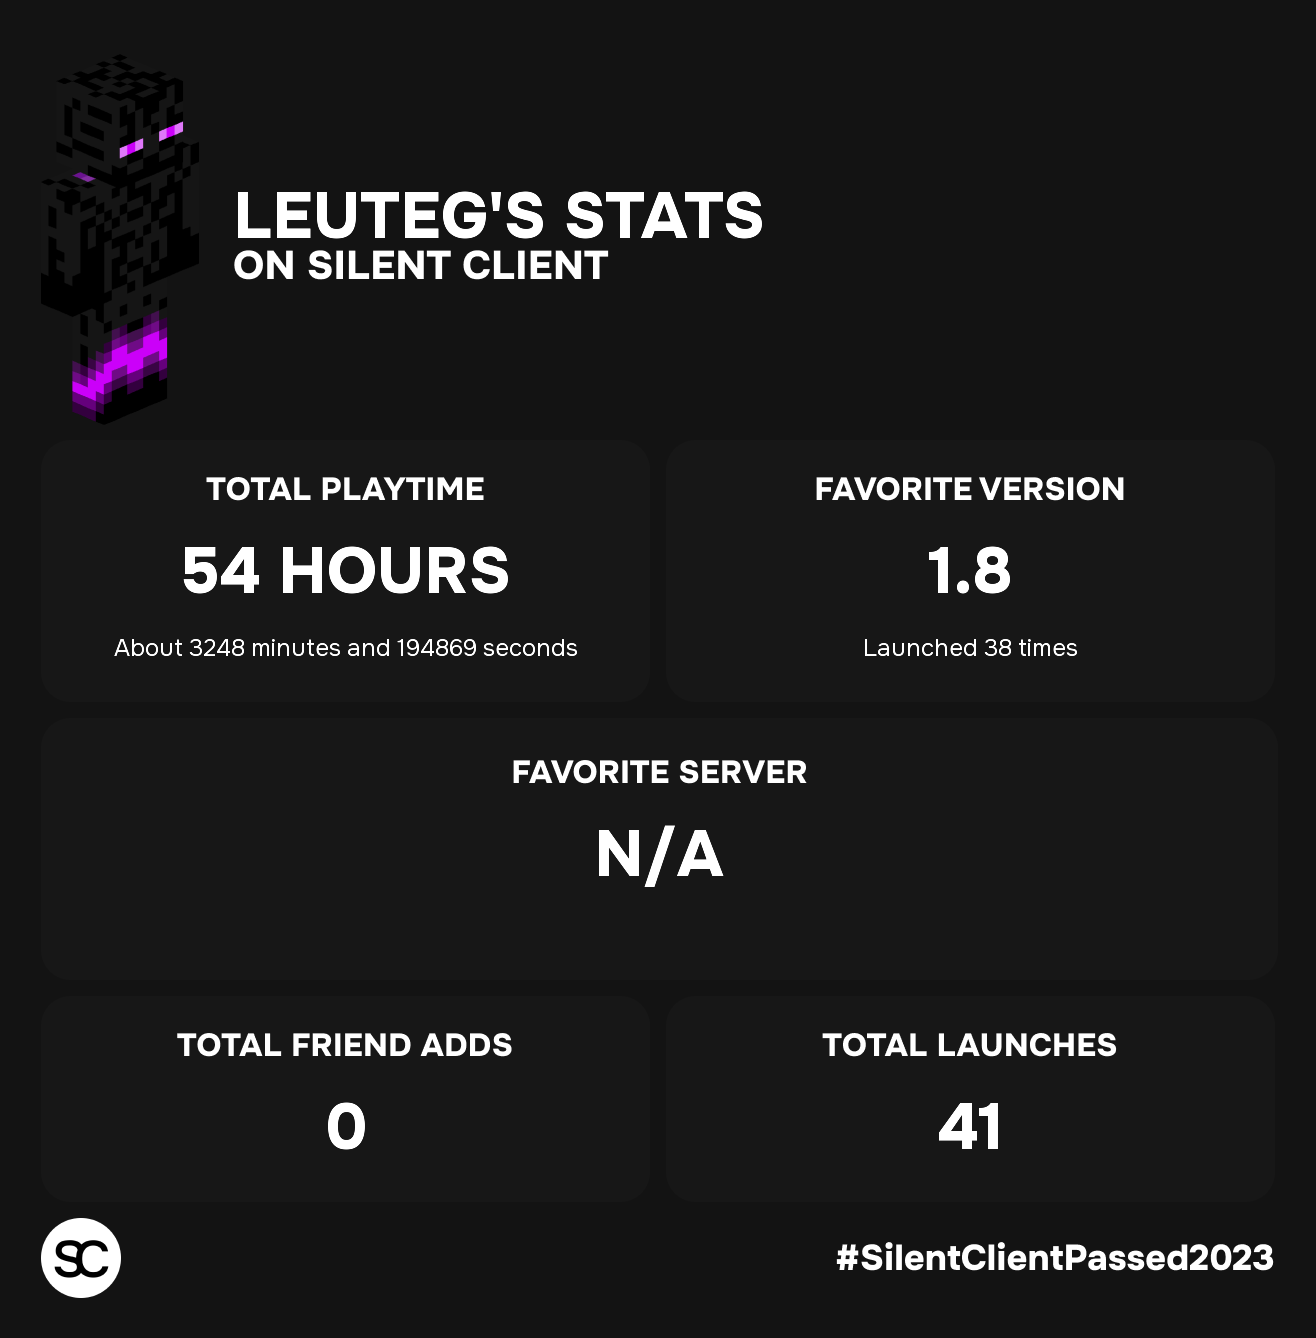 LEUTEG'S STATS
ON SILENT CLIENT
TOTAL PLAYTIME
54 HOURS
About 3248 minutes and 194869 seconds
FAVORITE VERSION
1.8
Launched 38 times
FAVORITE SERVER
N/A
TOTAL FRIEND ADDS
0
TOTAL LAUNCHES
41
SC
#SilentClientPassed2023